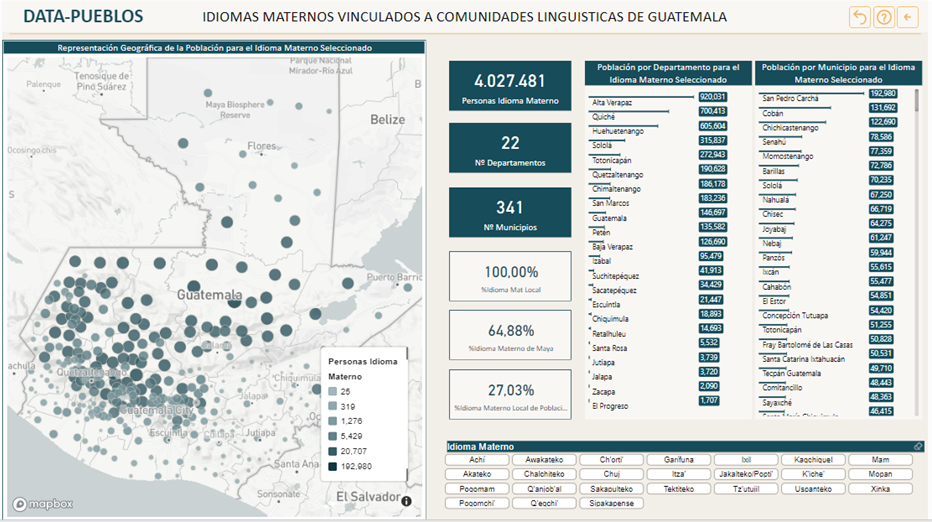 DATA-PUEBLOS
IDIOMAS MATERNOS VINCULADOS A COMUNIDADES LINGUISTICAS DE GUATEMALA
Representación Geográfica de la Población para el Idioma Materno Seleccionado
Parque Nacional
Mirador-Río Azul
Palenque
Tenosique de
Pino Suárez
Maya Biosphere
Reserve
Belize
Ocosingo
Flores
Puerto Barric
Guatemala
Quetzaltenango
Guatemala City
Chiquimula
Jalapa
Escuintla
Jutiapa
Santa Ana
Sonsonate
El Salvador
mapbox
Personas Idioma
Materno
25
319
1,276
5,429
20,707
192,980
4.027.481
Personas Idioma Materno
22
Nº Departamentos
341
Nº Municipios
100,00%
%Idioma Mat Local
64,88%
%Idioma Materno de Maya
27,03%
%Idioma Materno Local de Poblaci...
Población por Departamento para el
Idioma Materno Seleccionado
920,031
Alta Verapaz
700,413
Quiché
605,604
Huehuetenango
315,837
Sololá
272,943
Totonicapán
190,628
Quetzaltenango
186,178
Chimaltenango
183,236
San Marcos
146,697
Guatemala
135,582
Petén
126,690
Baja Verapaz
95,479
Izabal
41,913
Suchitepéquez
34,429
Sacatepéquez
21,447
Escuintla
18,893
Chiquimula
14,693
Retalhuleu
5,532
Santa Rosa
3,739
Jutiapa
3,720
Jalapa
2,090
Zacapa
1,707
El Progreso
Población por Municipio para el Idioma
Materno Seleccionado
192,980
San Pedro Carchá
131,692
Cobán
122,690
Chichicastenango
78,586
Senahú
77,359
Momostenango
72,786
Barillas
70,235
Sololá
67,250
Nahualá
66,719
Chisec
64,275
Joyabaj
61,247
Nebaj
59,944
Panzós
55,615
Ixcán
55,477
Cahabón
54,851
El Estor
54,420
Concepción Tutuapa
51,255
Totonicapán
50,828
Fray Bartolomé de Las Casas
50,531
Santa Catarina Ixtahuacán
49,710
Tecpán Guatemala
48,443
Comitancillo
48,363
Sayaxché
46,415
Idioma Materno
Achi Awakateko Ch'orti' Garífuna Ixil Kaqchiquel Mam
Akateko Chalchiteko Chuj Itza' Jakalteko/Popti' K'iche' Mopan
Poqomam Q'anjob'al Sakapulteko Tektiteko Tz'utujil Uspanteko Xinka
Poqomchi' Q'eqchi' Sipakapense